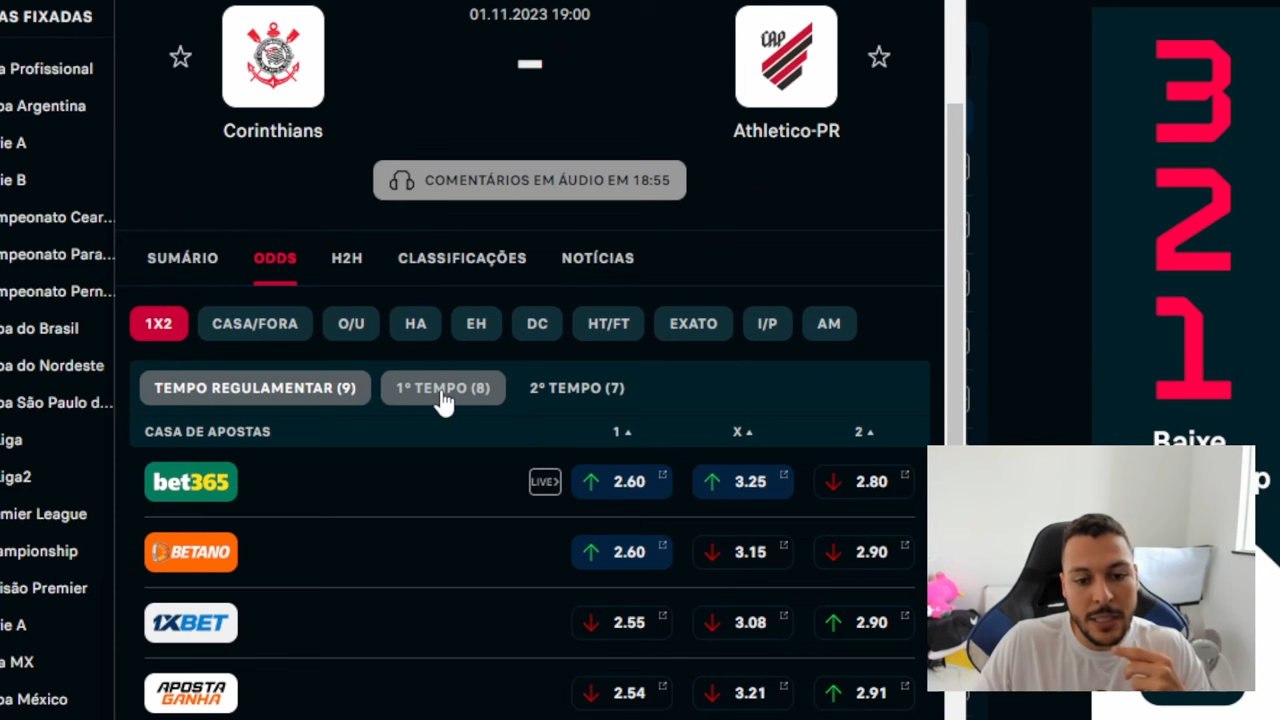 AS FIXADAS
a Profissional
pa Argentina
ie A
ie B
mpeonato Cear...
mpeonato Para...
mpeonato Pern...
pa do Brasil
pa do Nordeste
pa São Paulo d...
Liga
Liga2
mier League
ampionship
isão Premier
ie A
a MX
pa México
01.11.2023 19:00
CAP
Corinthians
Athletico-PR
COMENTÁRIOS EM ÁUDIO EM 18:55
SUMÁRIO ODDS H2H CLASSIFICAÇÕES NOTÍCIAS
1X2 CASA/FORA O/U HA EH DC HT/FT EXATO I/P AM
TEMPO REGULAMENTAR (9) 1º TEMPO (8) 2º TEMPO (7)
CASA DE APOSTAS 1 X 2
bet365 LIVE 2.60 3.25 2.80
BETANO 2.60 3.15 2.90
1XBET 2.55 3.08 2.90
APOSTA GANHA 2.54 3.21 2.91
3
2
1
Baixe
p